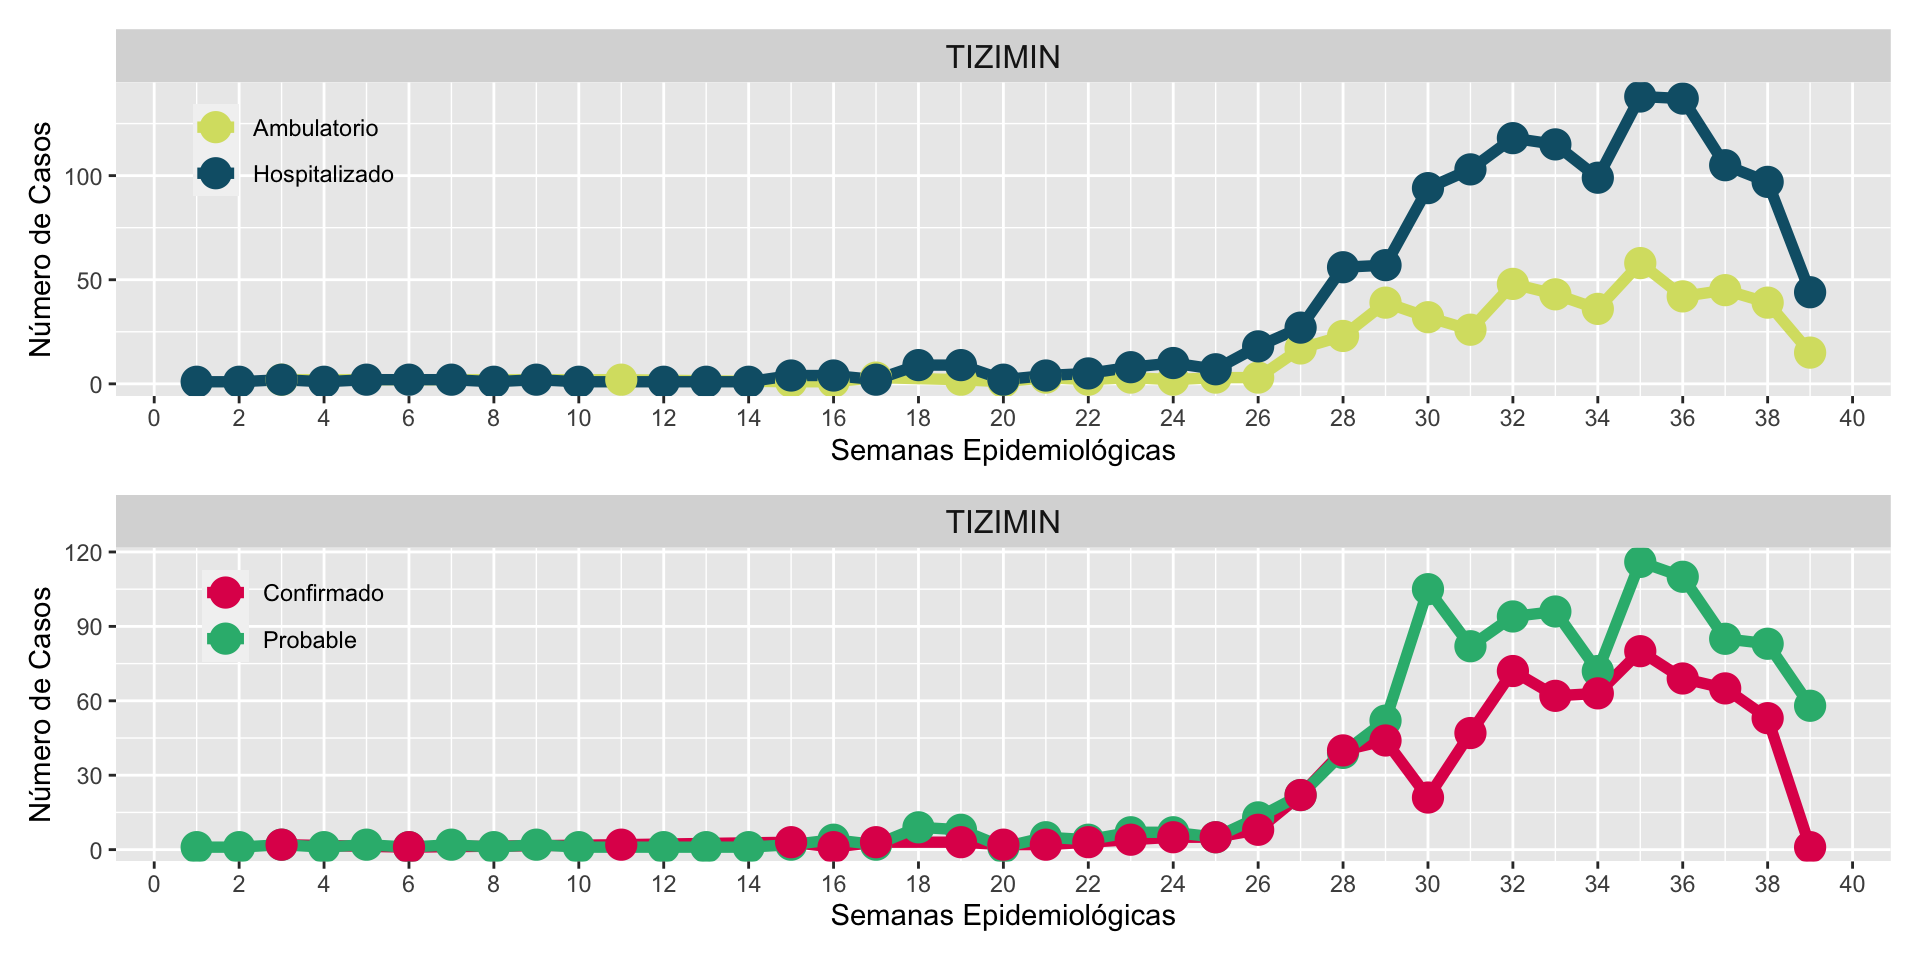 TIZIMIN
Número de Casos
Ambulatorio
Hospitalizado
100
50
0
0 2 4 6 8 10 12 14 16 18 20 22 24 26 28 30 32 34 36 38 40
Semanas Epidemiológicas
TIZIMIN
Número de Casos
Confirmado
Probable
120
90
60
30
0
0 2 4 6 8 10 12 14 16 18 20 22 24 26 28 30 32 34 36 38 40
Semanas Epidemiológicas